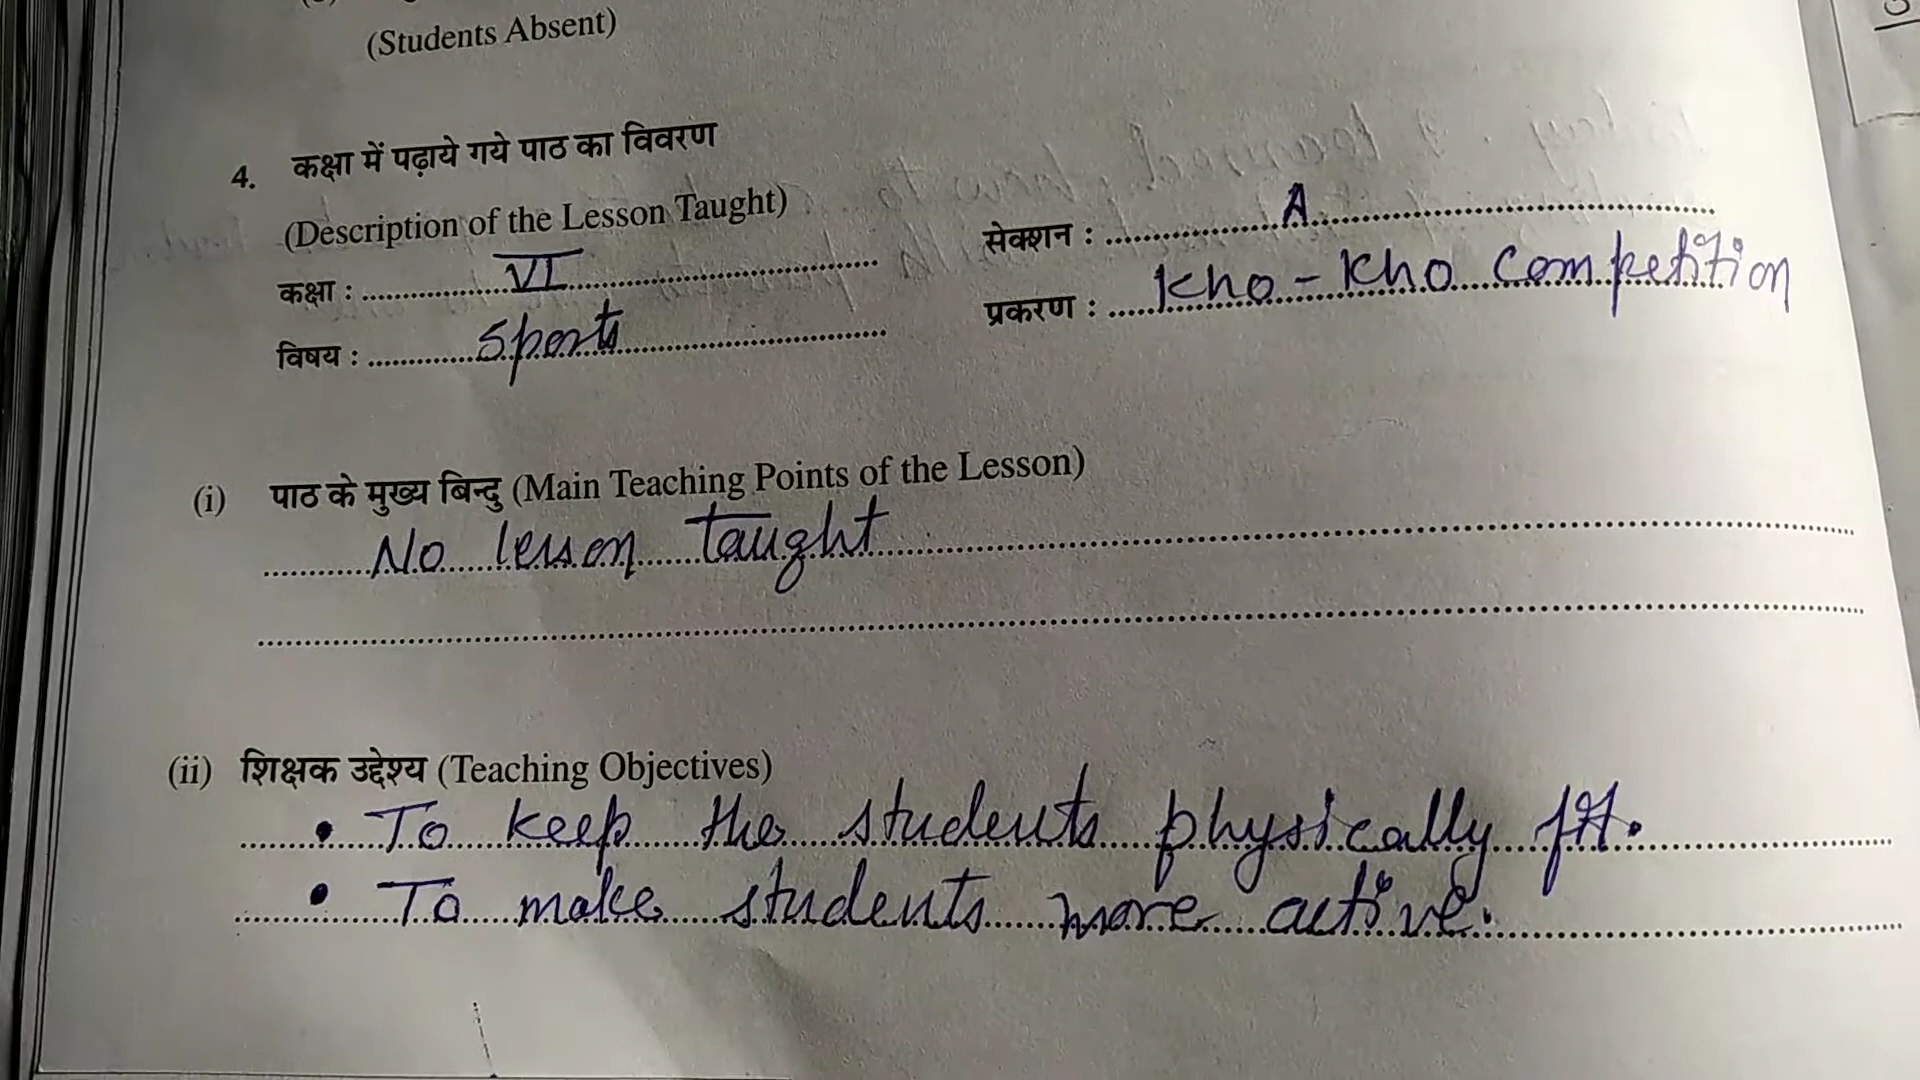 (Students Absent)
4. कक्षा में पढ़ाये गये पाठ का विवरण
(Description of the Lesson Taught)
कक्षा : VI सेक्शन : A
विषय : Sports प्रकरण : Kho-Kho Competition
(i) पाठ के मुख्य बिन्दु (Main Teaching Points of the Lesson)
No lesson taught
(ii) शिक्षक उद्देश्य (Teaching Objectives)
• To keep the students physically fit.
• To make students more active.